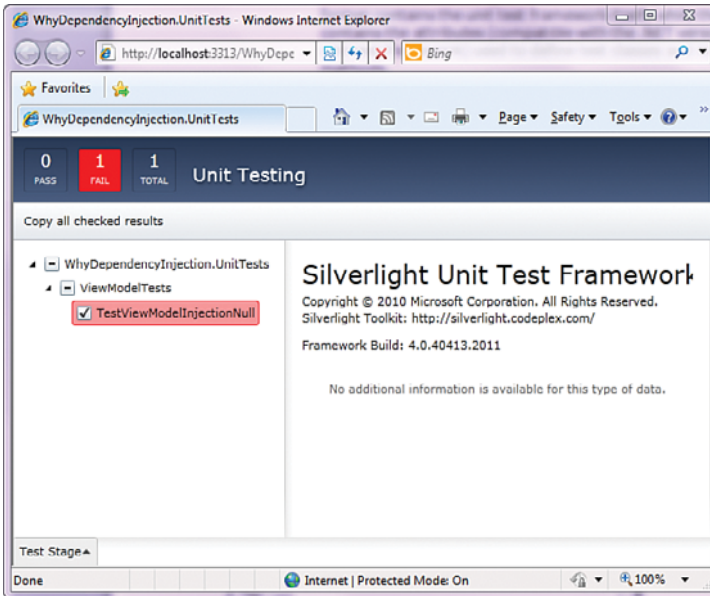 WhyDependencyInjection.UnitTests - Windows Internet Explorer
http://localhost:3313/WhyDepe
Bing
Favorites
WhyDependencyInjection.UnitTests
Page Safety Tools
0 PASS
1 FAIL
1 TOTAL
Unit Testing
Copy all checked results
WhyDependencyInjection.UnitTests
ViewModelTests
TestViewModelInjectionNull
Silverlight Unit Test Framework
Copyright © 2010 Microsoft Corporation. All Rights Reserved.
Silverlight Toolkit: http://silverlight.codeplex.com/
Framework Build: 4.0.40413.2011
No additional information is available for this type of data.
Test Stage
Done
Internet | Protected Mode: On
100%